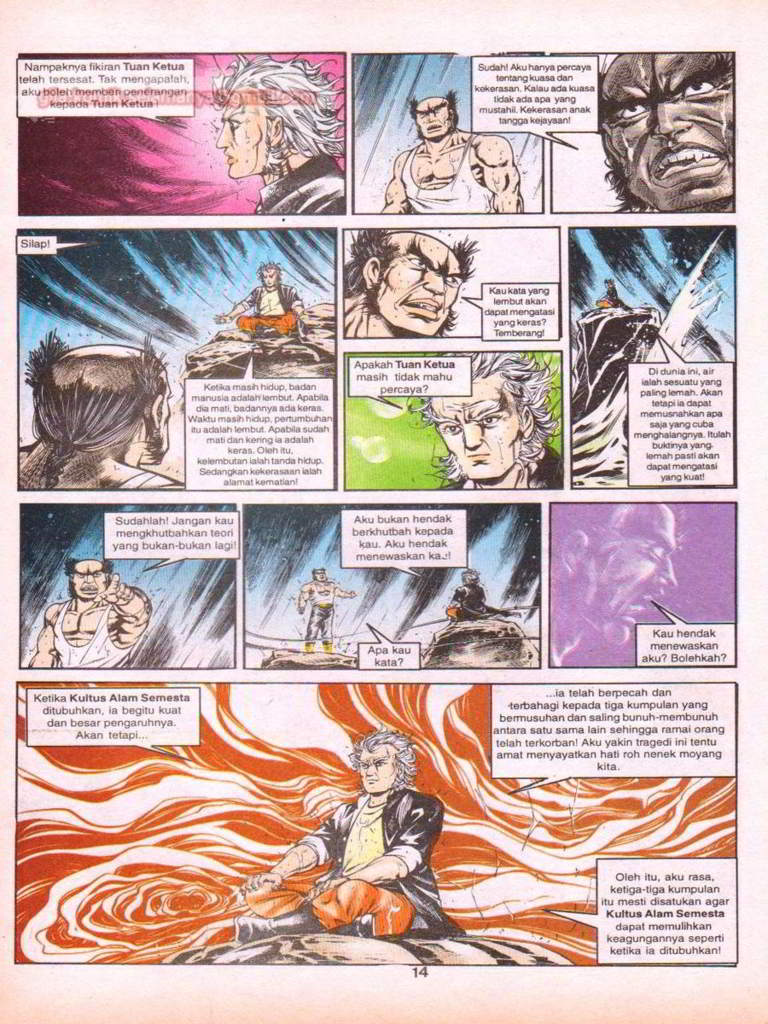 Nampaknya fikiran Tuan Ketua
telah tersesat. Tak mengapalah,
aku boleh memberi penerangan
kepada Tuan Ketua!
Sudah! Aku hanya percaya
tentang kuasa dan
kekerasan. Kalau ada kuasa
tidak ada apa yang
mustahil. Kekerasan anak
tangga kejayaan!
Silap!
Ketika masih hidup, badan
manusia adalah lembut. Apabila
dia mati, badannya ada keras.
Waktu masih hidup, pertumbuhan
itu adalah lembut. Apabila sudah
mati dan kering ia adalah
keras. Oleh itu,
kelembutan ialah tanda hidup.
Sedangkan kekerasaan ialah
alamat kematian!
Kau kata yang
lembut akan
dapat mengatasi
yang keras?
Temberang!
Apakah Tuan Ketua
masih tidak mahu
percaya?
Di dunia ini, air
ialah sesuatu yang
paling lemah. Akan
tetapi ia dapat
memusnahkan apa
saja yang cuba
menghalangnya. Itulah
buktinya yang
lemah pasti akan
dapat mengatasi
yang kuat!
Sudahlah! Jangan kau
mengkhutbahkan teori
yang bukan-bukan lagi!
Aku bukan hendak
berkhutbah kepada
kau. Aku hendak
menewaskan kau!
Apa kau
kata?
Kau hendak
menewaskan
aku? Bolehkah?
Ketika Kultus Alam Semesta
ditubuhkan, ia begitu kuat
dan besar pengaruhnya.
Akan tetapi...
...ia telah berpecah dan
terbahagi kepada tiga kumpulan yang
bermusuhan dan saling bunuh-membunuh
antara satu sama lain sehingga ramai orang
telah terkorban! Aku yakin tragedi ini tentu
amat menyayatkan hati roh nenek moyang
kita.
Oleh itu, aku rasa,
ketiga-tiga kumpulan
itu mesti disatukan agar
Kultus Alam Semesta
dapat memulihkan
keagungannya seperti
ketika ia ditubuhkan!
14